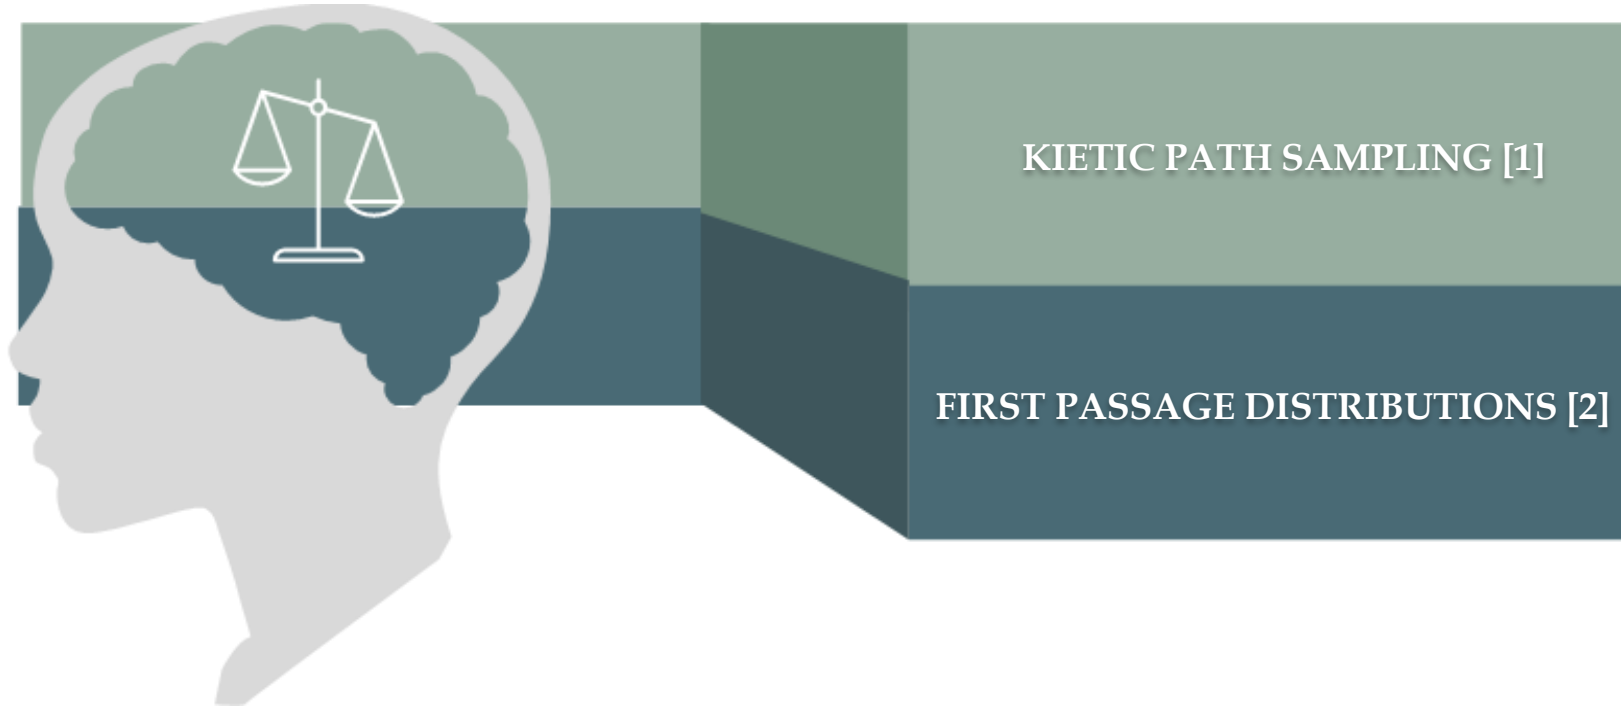 KIETIC PATH SAMPLING [1]
FIRST PASSAGE DISTRIBUTIONS [2]